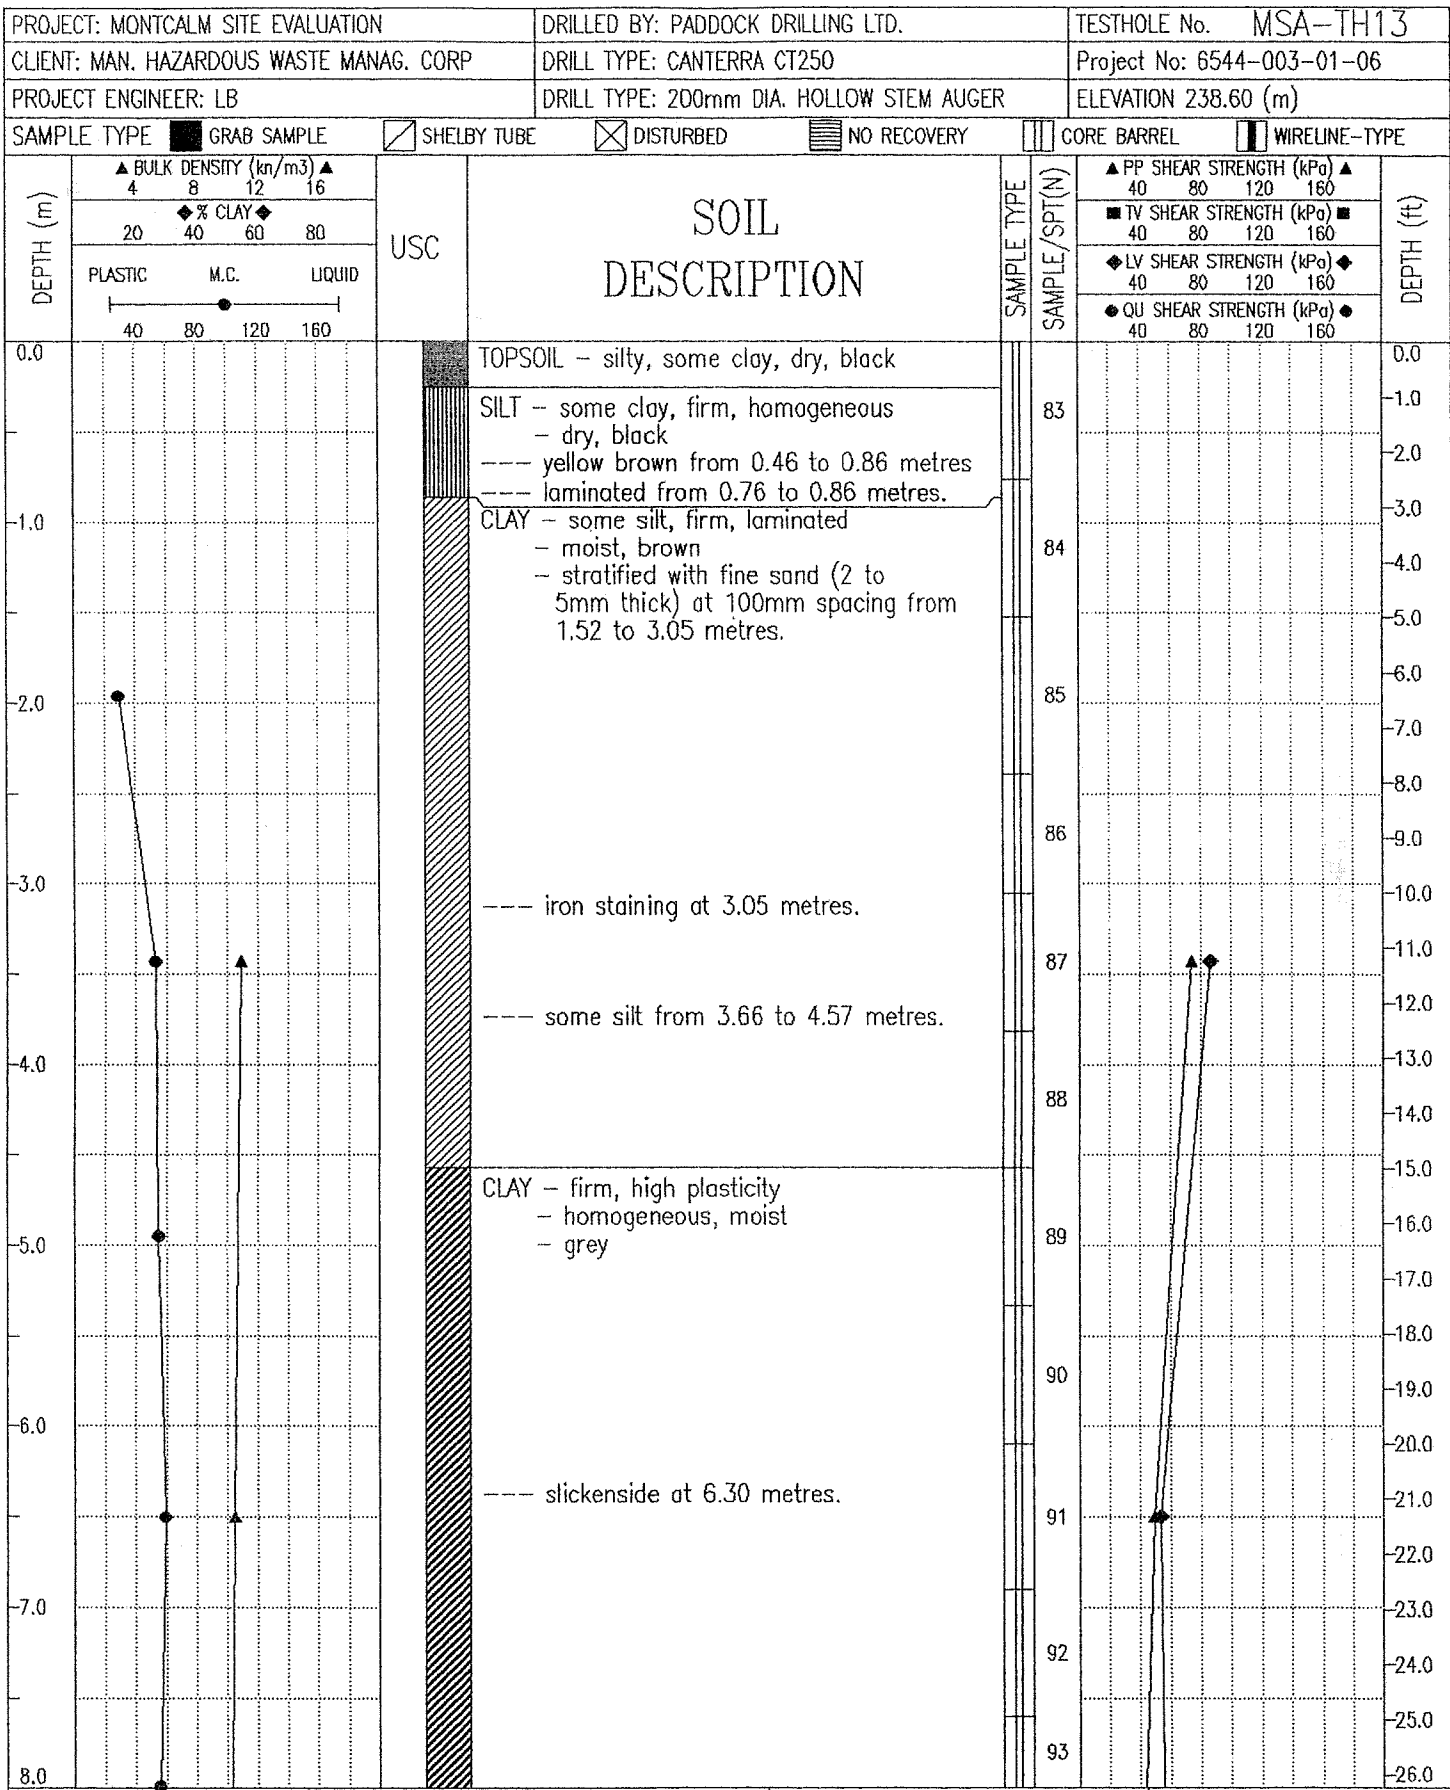 PROJECT: MONTCALM SITE EVALUATION
DRILLED BY: PADDOCK DRILLING LTD.
TESTHOLE No. MSA-TH13
CLIENT: MAN. HAZARDOUS WASTE MANAG. CORP
DRILL TYPE: CANTERRA CT250
Project No: 6544-003-01-06
PROJECT ENGINEER: LB
DRILL TYPE: 200mm DIA. HOLLOW STEM AUGER
ELEVATION 238.60 (m)
SAMPLE TYPE
GRAB SAMPLE
SHELBY TUBE
DISTURBED
NO RECOVERY
CORE BARREL
WIRELINE-TYPE
DEPTH (m)
▲ BULK DENSITY (kn/m3) ▲
4 8 12 16
◆ % CLAY ◆
20 40 60 80
PLASTIC M.C. LIQUID
40 80 120 160
USC
SOIL
DESCRIPTION
SAMPLE TYPE
SAMPLE/SPT(N)
▲ PP SHEAR STRENGTH (kPa) ▲
40 80 120 160
■ TV SHEAR STRENGTH (kPa) ■
40 80 120 160
◆ LV SHEAR STRENGTH (kPa) ◆
40 80 120 160
● QU SHEAR STRENGTH (kPa) ●
40 80 120 160
DEPTH (ft)
0.0
-1.0
-2.0
-3.0
-4.0
-5.0
-6.0
-7.0
8.0
TOPSOIL - silty, some clay, dry, black
SILT - some clay, firm, homogeneous
- dry, black
--- yellow brown from 0.46 to 0.86 metres
--- laminated from 0.76 to 0.86 metres.
CLAY - some silt, firm, laminated
- moist, brown
- stratified with fine sand (2 to
5mm thick) at 100mm spacing from
1.52 to 3.05 metres.
--- iron staining at 3.05 metres.
--- some silt from 3.66 to 4.57 metres.
CLAY - firm, high plasticity
- homogeneous, moist
- grey
--- slickenside at 6.30 metres.
83
84
85
86
87
88
89
90
91
92
93
0.0
-1.0
-2.0
-3.0
-4.0
-5.0
-6.0
-7.0
-8.0
-9.0
-10.0
-11.0
-12.0
-13.0
-14.0
-15.0
-16.0
-17.0
-18.0
-19.0
-20.0
-21.0
-22.0
-23.0
-24.0
-25.0
-26.0